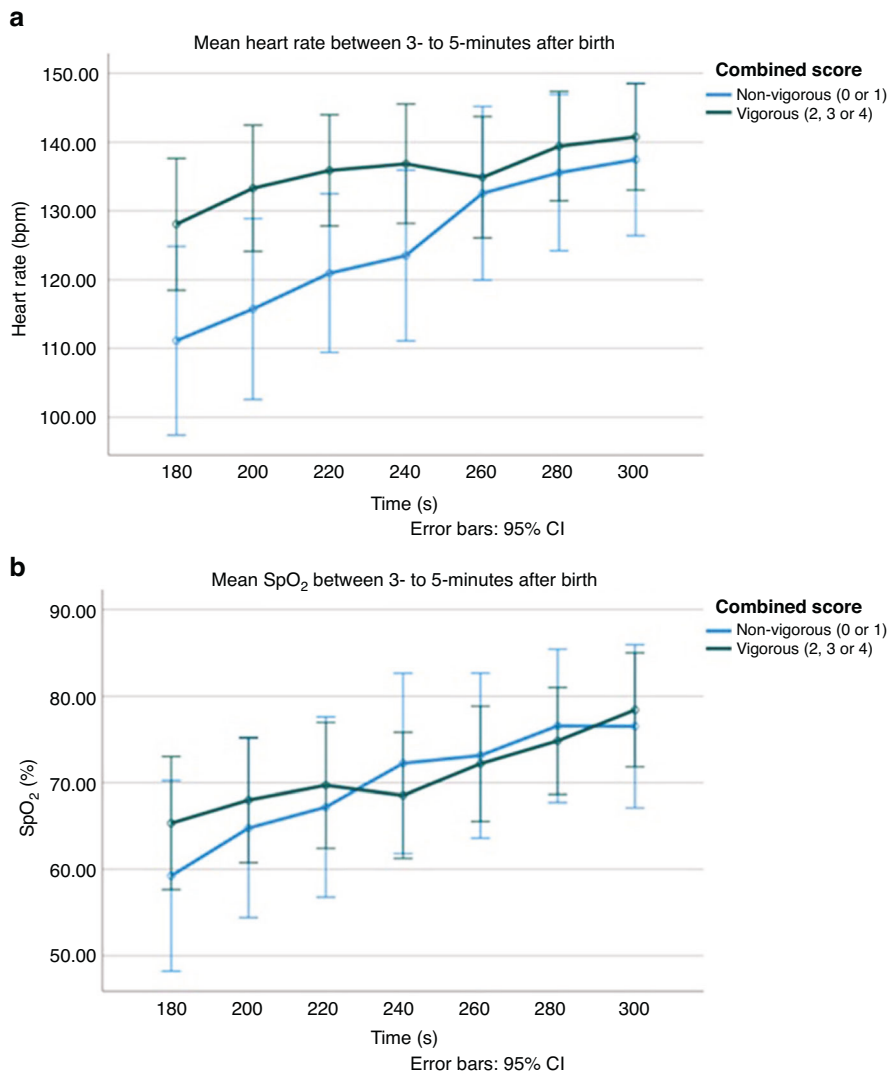 a
Mean heart rate between 3- to 5-minutes after birth
Combined score
Non-vigorous (0 or 1)
Vigorous (2, 3 or 4)
Heart rate (bpm)
150.00
140.00
130.00
120.00
110.00
100.00
180 200 220 240 260 280 300
Time (s)
Error bars: 95% CI
b
Mean SpO₂ between 3- to 5-minutes after birth
Combined score
Non-vigorous (0 or 1)
Vigorous (2, 3 or 4)
SpO₂ (%)
90.00
80.00
70.00
60.00
50.00
180 200 220 240 260 280 300
Time (s)
Error bars: 95% CI